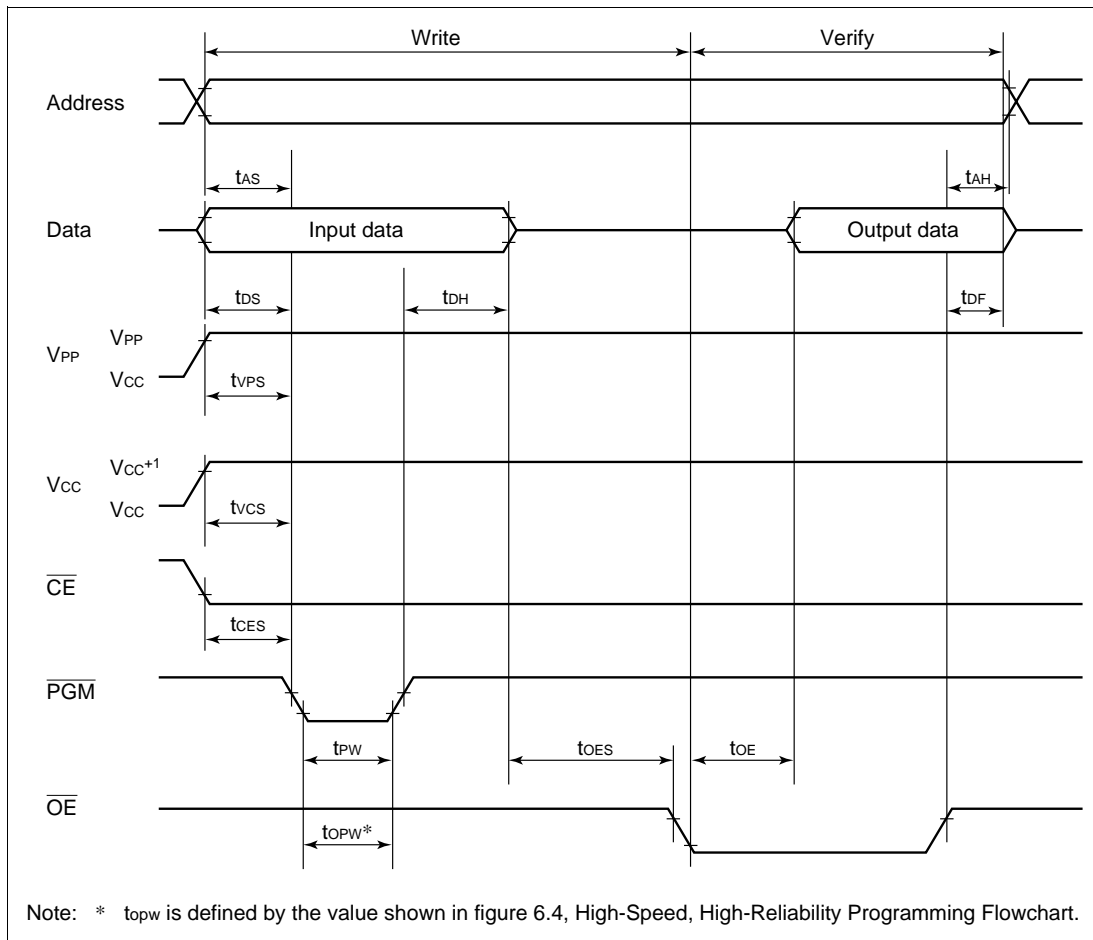 Write Verify
Address
tAS tAH
Data Input data Output data
tDS tDH tDF
VPP VPP
VCC
tVPS
VCC VCC+1
VCC
tVCS
CE
tCES
PGM
tPW tOES tOE
OE
tOPW*
Note: * topw is defined by the value shown in figure 6.4, High-Speed, High-Reliability Programming Flowchart.